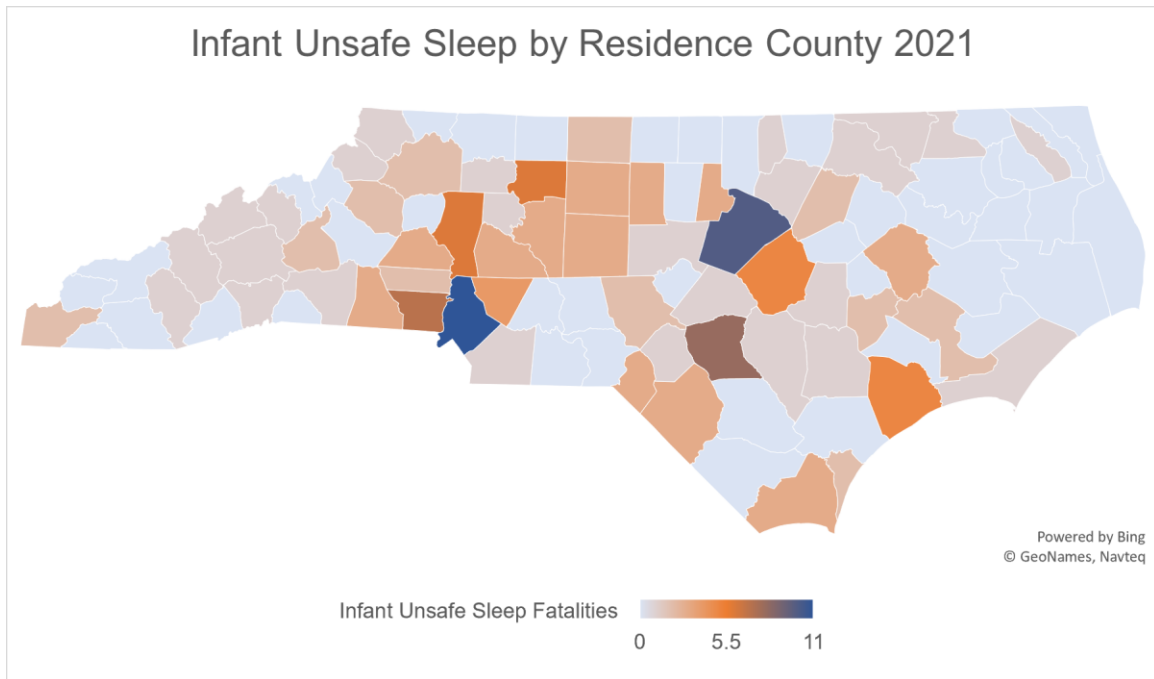 Infant Unsafe Sleep by Residence County 2021
Powered by Bing
© GeoNames, Navteq
Infant Unsafe Sleep Fatalities
0 5.5 11